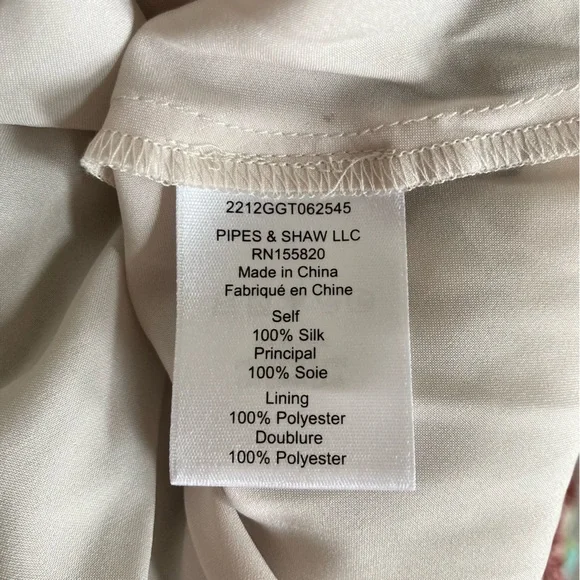 2212GGT062545
PIPES & SHAW LLC
RN155820
Made in China
Fabriqué en Chine
Self
100% Silk
Principal
100% Soie
Lining
100% Polyester
Doublure
100% Polyester